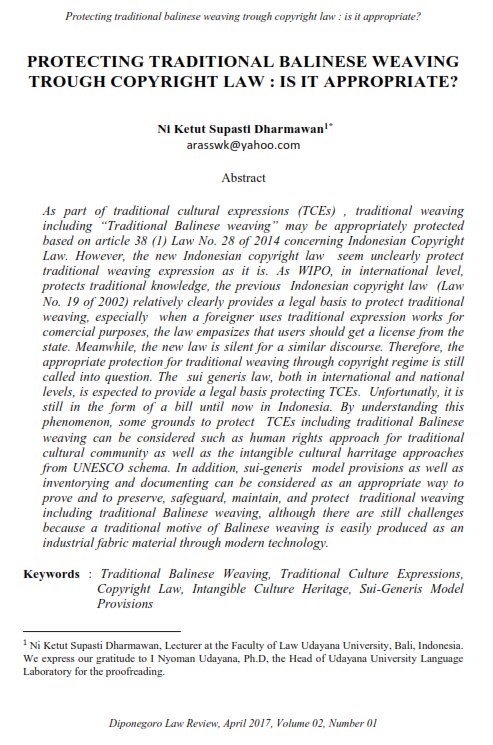 Protecting traditional balinese weaving trough copyright law : is it appropriate?
PROTECTING TRADITIONAL BALINESE WEAVING
TROUGH COPYRIGHT LAW : IS IT APPROPRIATE?
Ni Ketut Supasti Dharmawan1*
arasswk@yahoo.com
Abstract
As part of traditional cultural expressions (TCEs) , traditional weaving
including “Traditional Balinese weaving” may be appropriately protected
based on article 38 (1) Law No. 28 of 2014 concerning Indonesian Copyright
Law. However, the new Indonesian copyright law seem unclearly protect
traditional weaving expression as it is. As WIPO, in international level,
protects traditional knowledge, the previous Indonesian copyright law (Law
No. 19 of 2002) relatively clearly provides a legal basis to protect traditional
weaving, especially when a foreigner uses traditional expression works for
comercial purposes, the law empasizes that users should get a license from the
state. Meanwhile, the new law is silent for a similar discourse. Therefore, the
appropriate protection for traditional weaving through copyright regime is still
called into question. The sui generis law, both in international and national
levels, is espected to provide a legal basis protecting TCEs. Unfortunatly, it is
still in the form of a bill until now in Indonesia. By understanding this
phenomenon, some grounds to protect TCEs including traditional Balinese
weaving can be considered such as human rights approach for traditional
cultural community as well as the intangible cultural harritage approaches
from UNESCO schema. In addition, sui-generis model provisions as well as
inventorying and documenting can be considered as an appropriate way to
prove and to preserve, safeguard, maintain, and protect traditional weaving
including traditional Balinese weaving, although there are still challenges
because a traditional motive of Balinese weaving is easily produced as an
industrial fabric material through modern technology.
Keywords : Traditional Balinese Weaving, Traditional Culture Expressions,
Copyright Law, Intangible Culture Heritage, Sui-Generis Model
Provisions
1 Ni Ketut Supasti Dharmawan, Lecturer at the Faculty of Law Udayana University, Bali, Indonesia.
We express our gratitude to I Nyoman Udayana, Ph.D, the Head of Udayana University Language
Laboratory for the proofreading.
Diponegoro Law Review, April 2017, Volume 02, Number 01